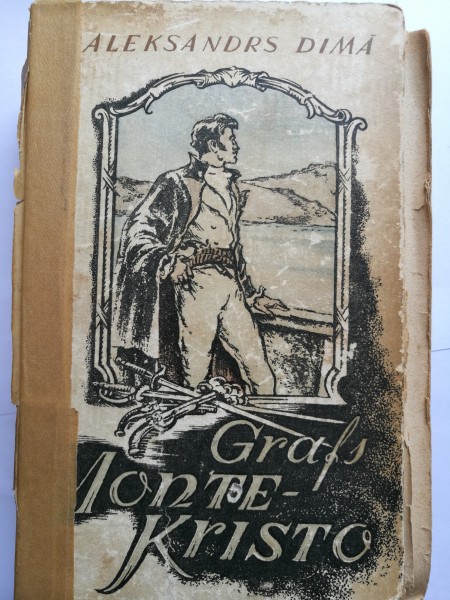 ALEKSANDRS DIMĀ
Grafs
MONTE-
KRISTO